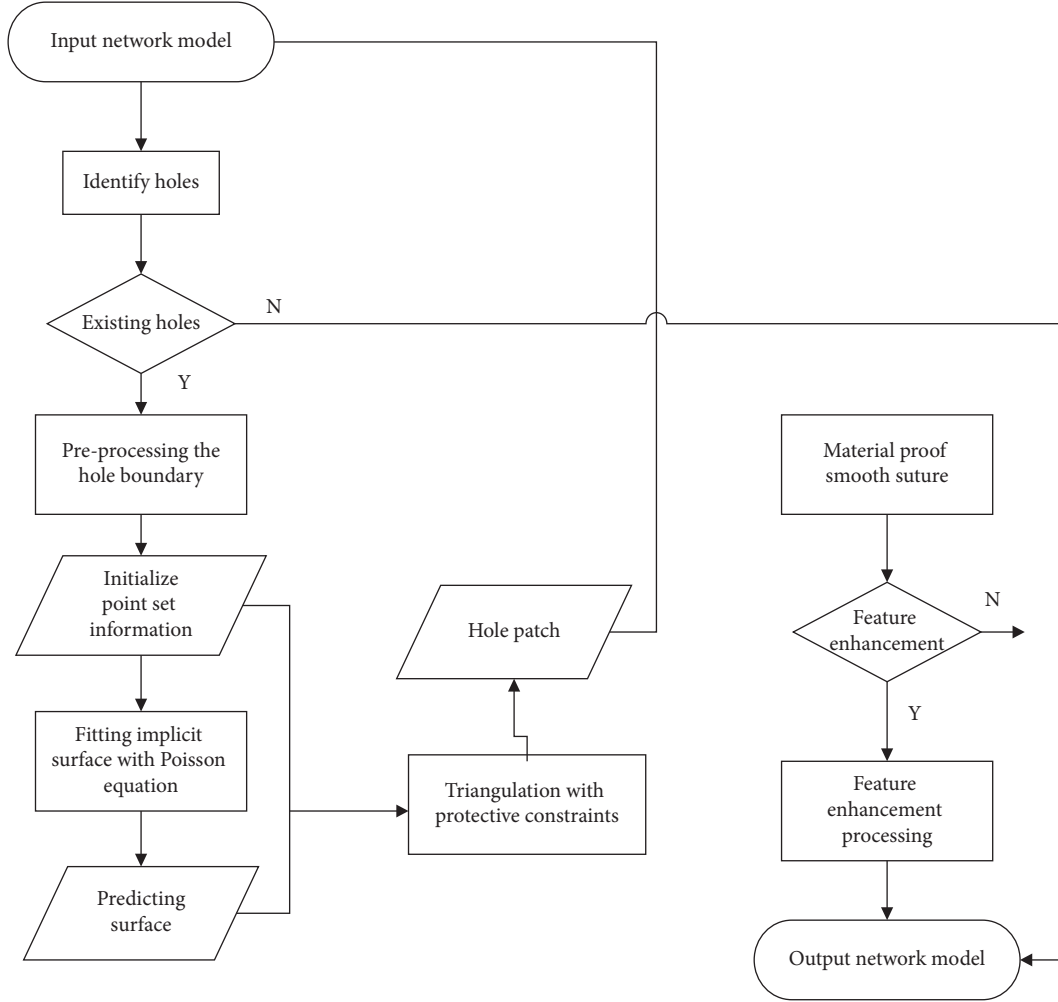 Input network model
Identify holes
Existing holes
N
Y
Pre-processing the
hole boundary
Initialize
point set
information
Fitting implicit
surface with Poisson
equation
Predicting
surface
Hole patch
Triangulation with
protective constraints
Material proof
smooth suture
Feature
enhancement
N
Y
Feature
enhancement
processing
Output network model